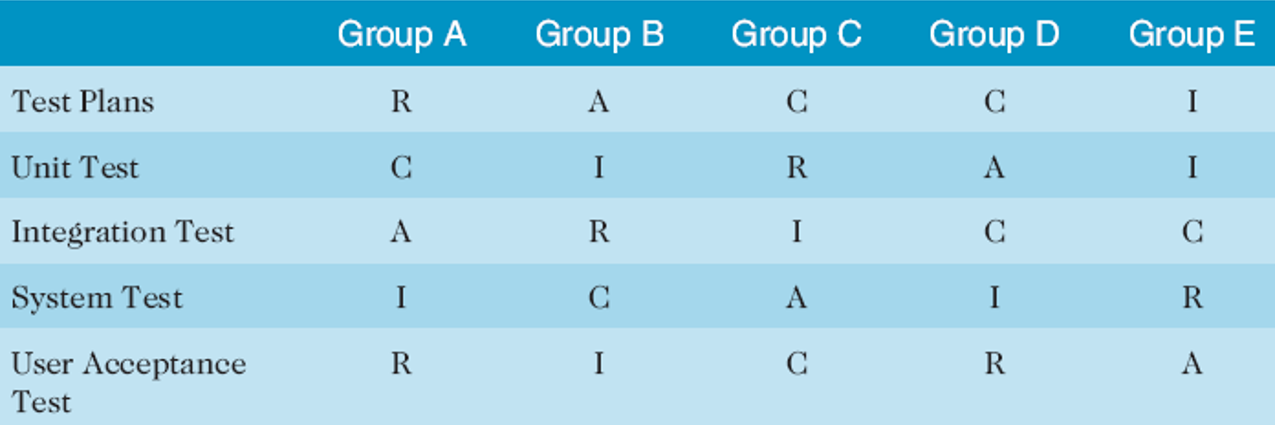 Group A Group B Group C Group D Group E
Test Plans R A C C I
Unit Test C I R A I
Integration Test A R I C C
System Test I C A I R
User Acceptance R I C R A
Test